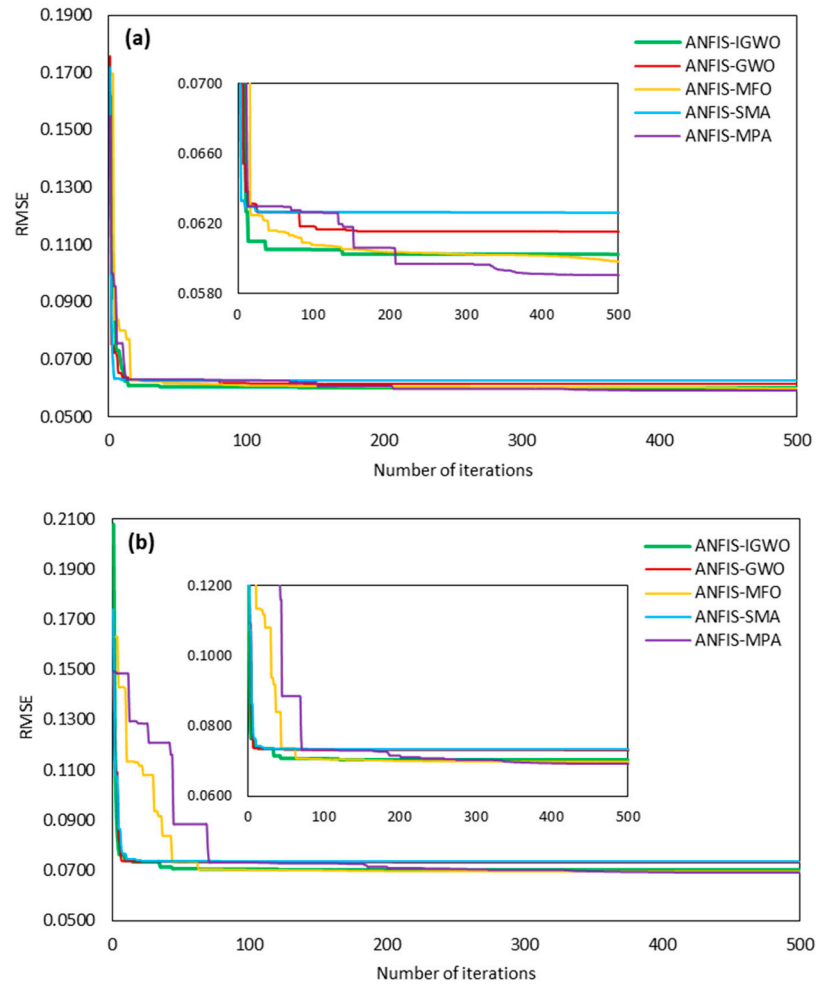 0.1900
(a)
ANFIS-IGWO
0.1700
ANFIS-GWO
0.0700
ANFIS-MFO
0.1500
ANFIS-SMA
ANFIS-MPA
0.0660
0.1300
RMSE
0.1100
0.0620
0.0900
0.0580
0 100 200 300 400 500
0.0700
0.0500
0 100 200 300 400 500
Number of iterations
0.2100
(b)
ANFIS-IGWO
0.1900
ANFIS-GWO
0.1200
ANFIS-MFO
0.1700
ANFIS-SMA
ANFIS-MPA
0.1000
0.1500
RMSE
0.1300
0.0800
0.1100
0.0600
0 100 200 300 400 500
0.0900
0.0700
0.0500
0 100 200 300 400 500
Number of iterations